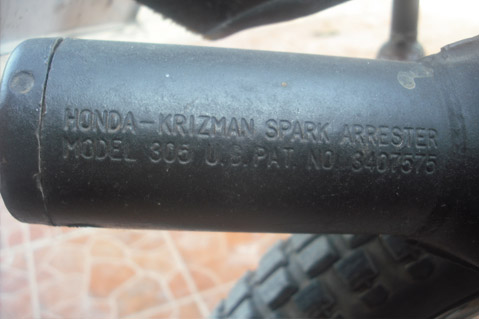 HONDA-KRIZMAN SPARK ARRESTER
MODEL 305 U.S. PAT. NO. 3407575